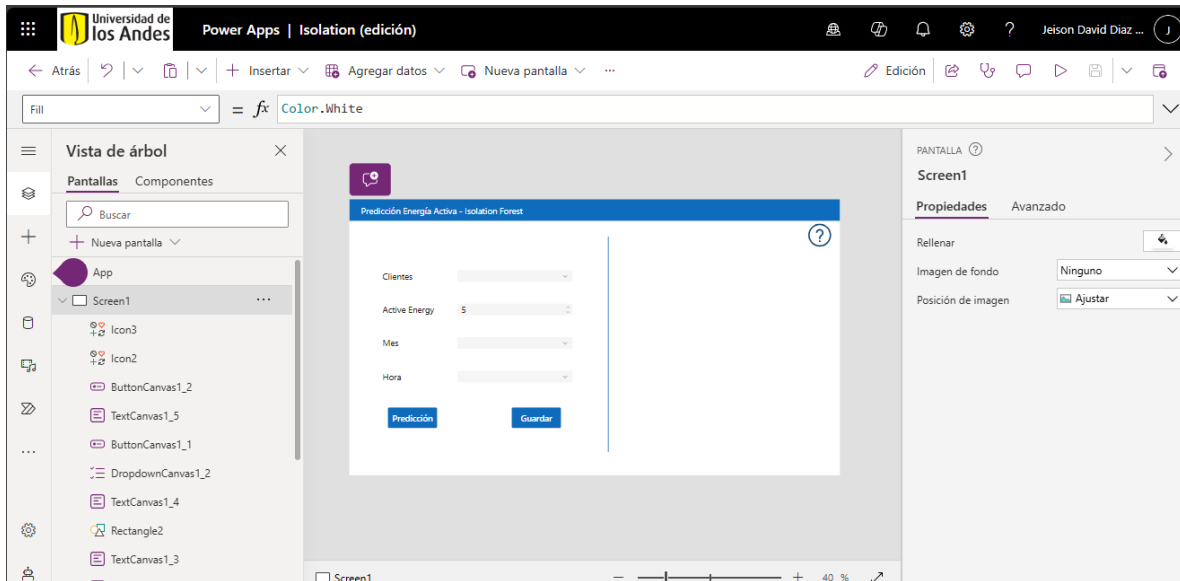 Universidad de
los Andes
Power Apps | Isolation (edición)
?
Jeison David Diaz ...
J
Atrás
Insertar
Agregar datos
Nueva pantalla
...
Edición
Fill
= fx Color.White
Vista de árbol
Pantallas Componentes
Buscar
Nueva pantalla
App
Screen1 ...
Icon3
Icon2
ButtonCanvas1_2
TextCanvas1_5
ButtonCanvas1_1
DropdownCanvas1_2
TextCanvas1_4
Rectangle2
TextCanvas1_3
Predicción Energía Activa - Isolation Forest
?
Clientes
Active Energy 5
Mes
Hora
Predicción Guardar
Screen1
40 %
PANTALLA ?
Screen1
Propiedades Avanzado
Rellenar
Imagen de fondo Ninguno
Posición de imagen Ajustar